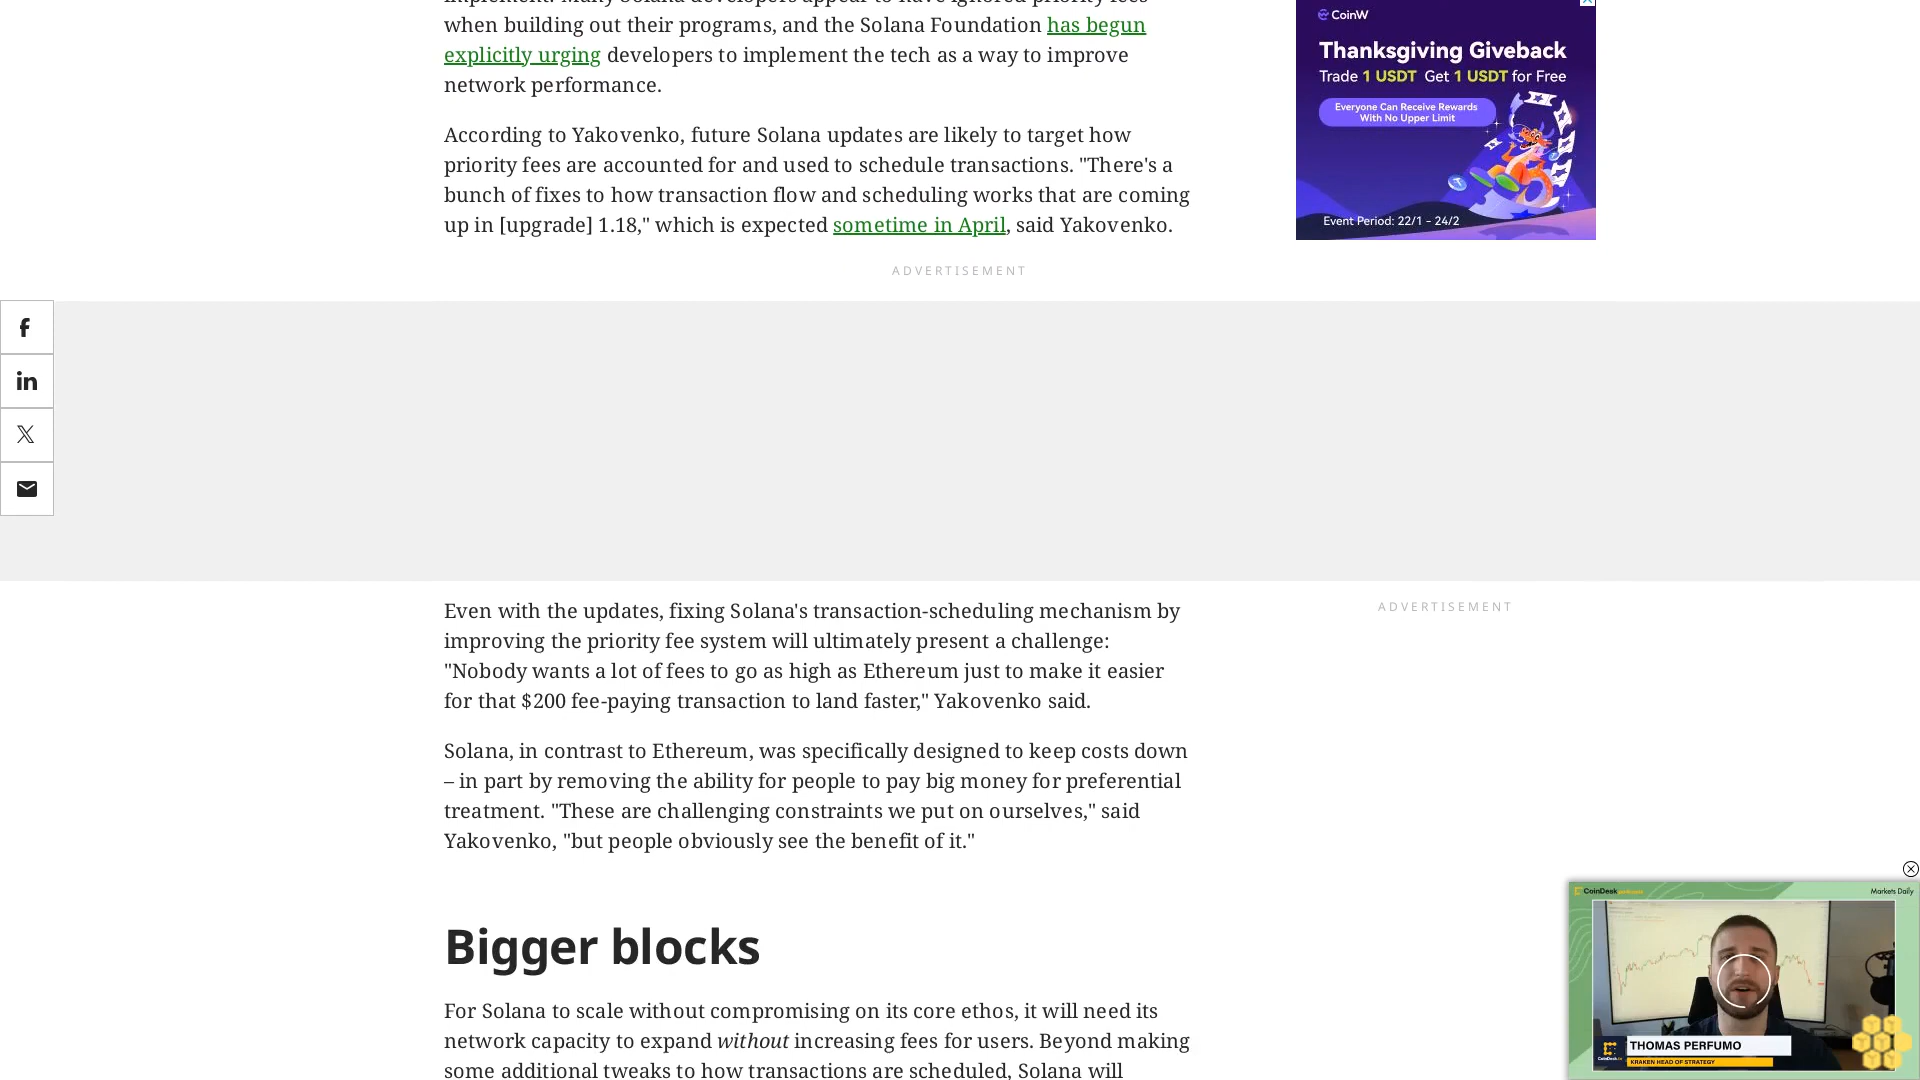 when building out their programs, and the Solana Foundation has begun
explicitly urging developers to implement the tech as a way to improve
network performance.
According to Yakovenko, future Solana updates are likely to target how
priority fees are accounted for and used to schedule transactions. "There's a
bunch of fixes to how transaction flow and scheduling works that are coming
up in [upgrade] 1.18," which is expected sometime in April, said Yakovenko.
CoinW
Thanksgiving Giveback
Trade 1 USDT Get 1 USDT for Free
Everyone Can Receive Rewards
With No Upper Limit
Event Period: 22/1 - 24/2
ADVERTISEMENT
Even with the updates, fixing Solana's transaction-scheduling mechanism by
improving the priority fee system will ultimately present a challenge:
"Nobody wants a lot of fees to go as high as Ethereum just to make it easier
for that $200 fee-paying transaction to land faster," Yakovenko said.
ADVERTISEMENT
Solana, in contrast to Ethereum, was specifically designed to keep costs down
– in part by removing the ability for people to pay big money for preferential
treatment. "These are challenging constraints we put on ourselves," said
Yakovenko, "but people obviously see the benefit of it."
Bigger blocks
For Solana to scale without compromising on its core ethos, it will need its
network capacity to expand without increasing fees for users. Beyond making
some additional tweaks to how transactions are scheduled, Solana will
CoinDesk
Markets Daily
THOMAS PERFUMO
KRAKEN HEAD OF STRATEGY